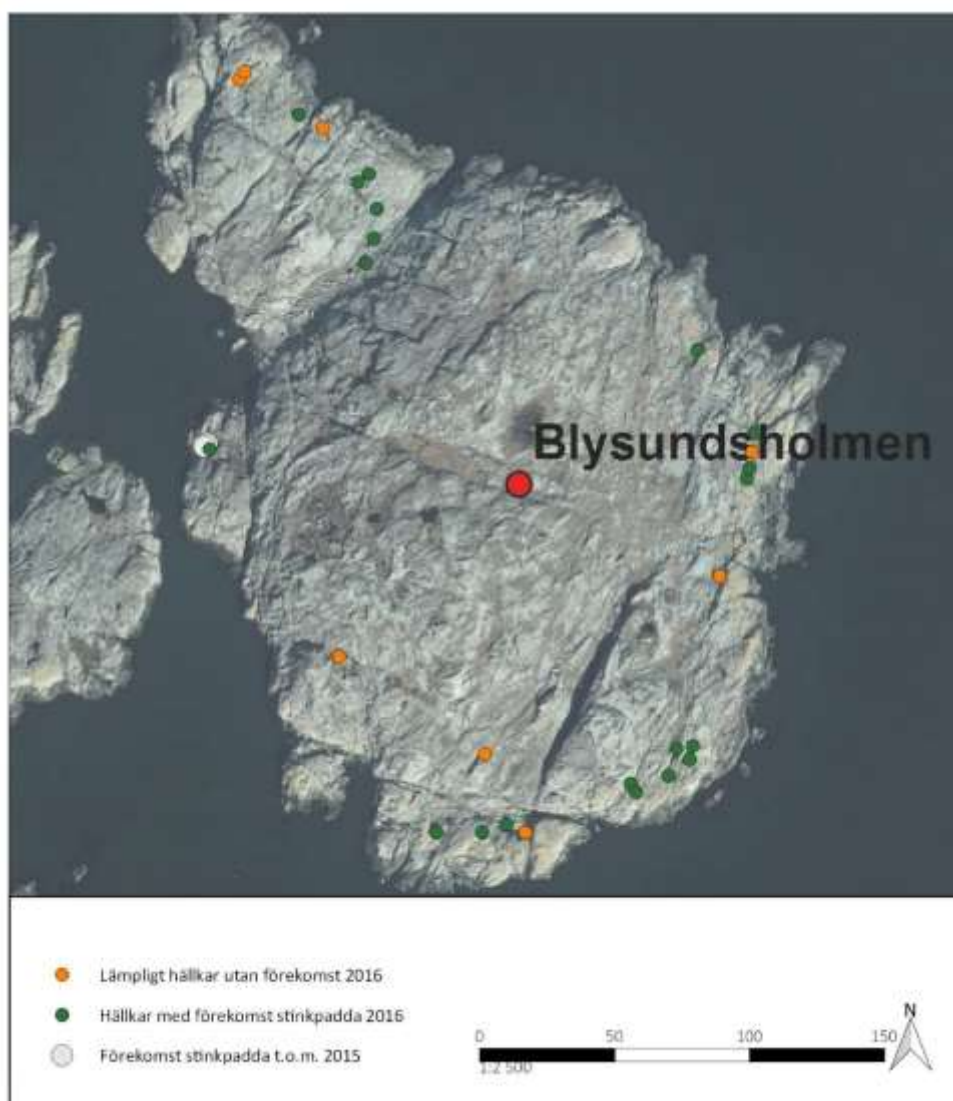 Blysundsholmen
Lämpligt hällkar utan förekomst 2016
Hällkar med förekomst stinkpadda 2016
Förekomst stinkpadda t.o.m. 2015
0 50 100 150
1:2 500
N